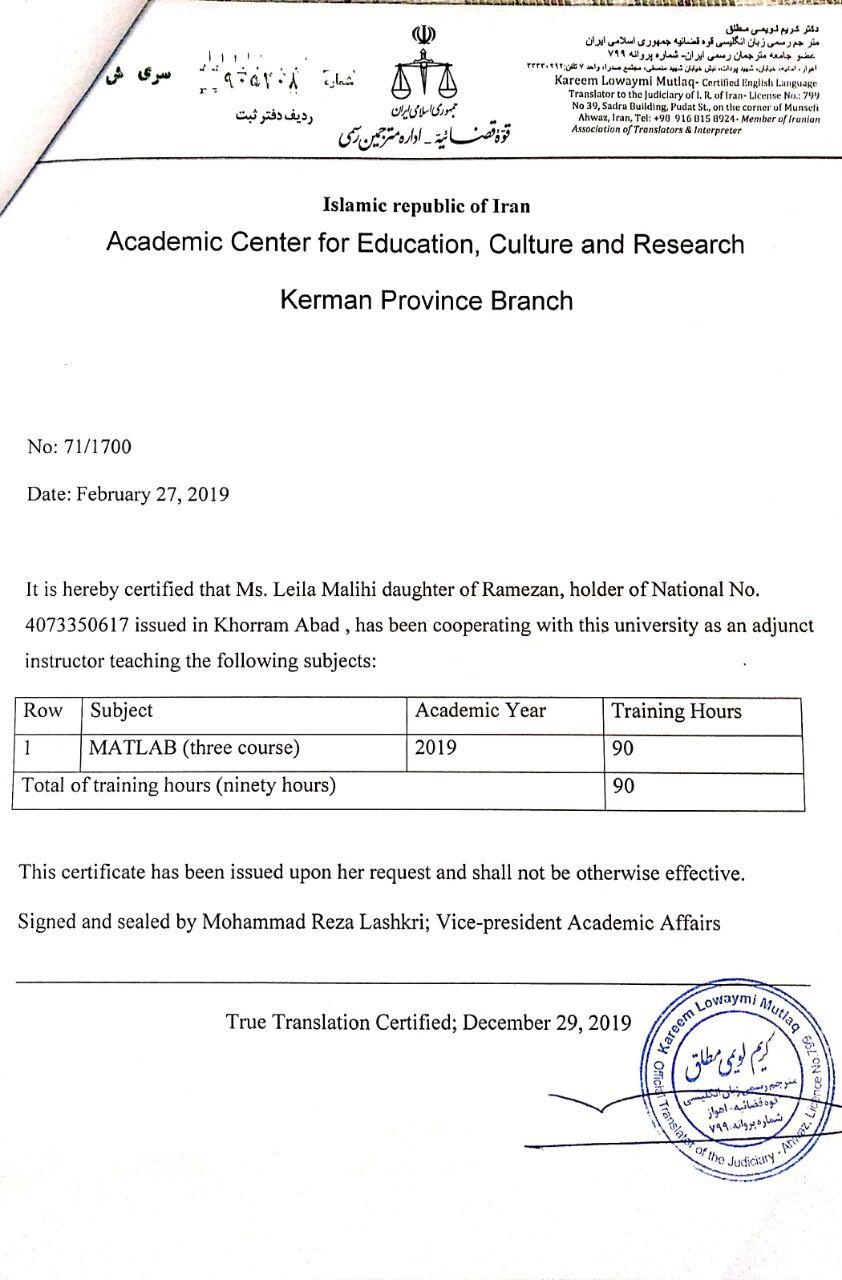 دکتر کریم لویمی مطلق
مترجم رسمی زبان انگلیسی قوه قضائیه جمهوری اسلامی ایران
عضو جامعه مترجمان رسمی ایران- شماره پروانه ۷۹۹
Kareem Lowaymi Mutlaq- Certified English Language
Translator to the Judiciary of I. R. of Iran- License No.: 799
No 39, Sadra Building, Pudat St., on the corner of Munsefi
Ahwaz, Iran, Tel: +98 916 815 8924- Member of Iranian
Association of Translators & Interpreter
سری ش
شماره
ردیف دفتر ثبت
جمهوری اسلامی ایران
قوّۀ قضــائیّه ـ اداره مترجمین رسمی
Islamic republic of Iran
Academic Center for Education, Culture and Research
Kerman Province Branch
No: 71/1700
Date: February 27, 2019
It is hereby certified that Ms. Leila Malihi daughter of Ramezan, holder of National No.
4073350617 issued in Khorram Abad , has been cooperating with this university as an adjunct
instructor teaching the following subjects:
Row Subject Academic Year Training Hours
1 MATLAB (three course) 2019 90
Total of training hours (ninety hours) 90
This certificate has been issued upon her request and shall not be otherwise effective.
Signed and sealed by Mohammad Reza Lashkri; Vice-president Academic Affairs
True Translation Certified; December 29, 2019
Kareem Lowaymi Mutlaq
کریم لویمی مطلق
مترجم رسمی زبان انگلیسی
قوه قضائیه - اهواز
شماره پروانه: ۷۹۹
Official Translator of the Judiciary - Ahwaz. Licence No.799